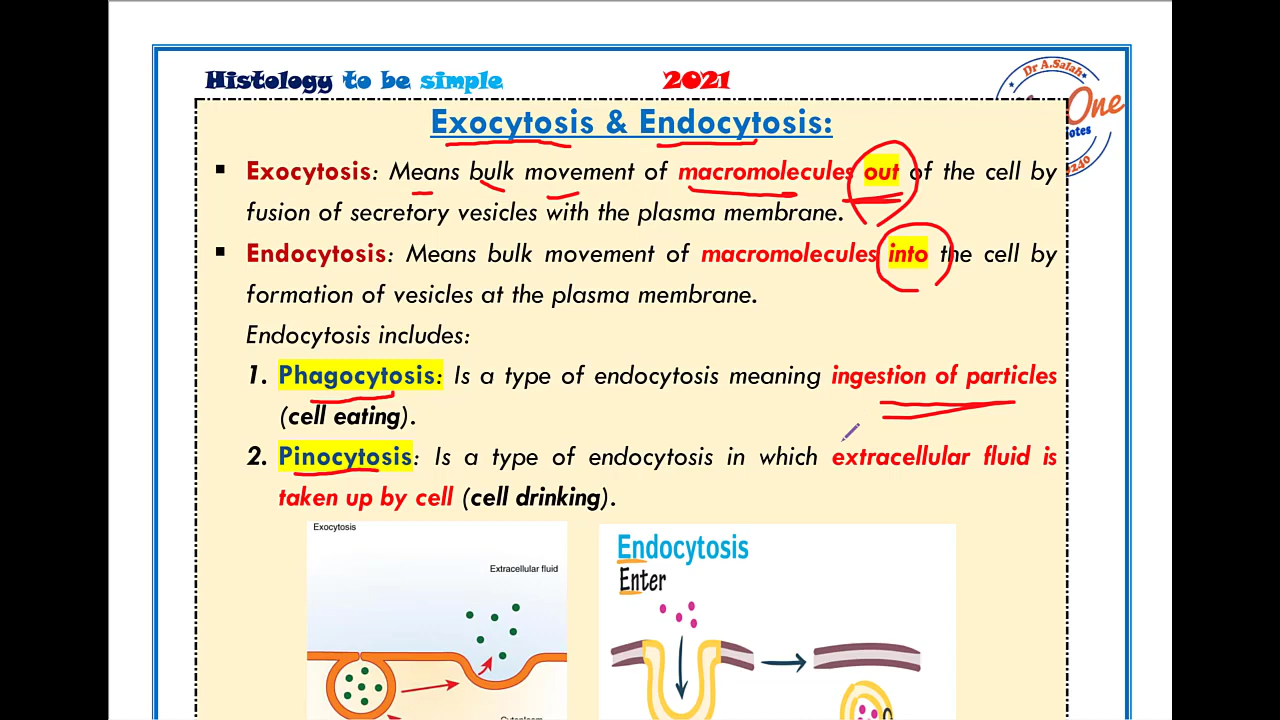 Histology to be simple 2021
Dr A.Salah
One
Exocytosis & Endocytosis:
▪ Exocytosis: Means bulk movement of macromolecules out of the cell by
fusion of secretory vesicles with the plasma membrane.
▪ Endocytosis: Means bulk movement of macromolecules into the cell by
formation of vesicles at the plasma membrane.
Endocytosis includes:
1. Phagocytosis: Is a type of endocytosis meaning ingestion of particles
(cell eating).
2. Pinocytosis: Is a type of endocytosis in which extracellular fluid is
taken up by cell (cell drinking).
Exocytosis
Extracellular fluid
Endocytosis
Enter